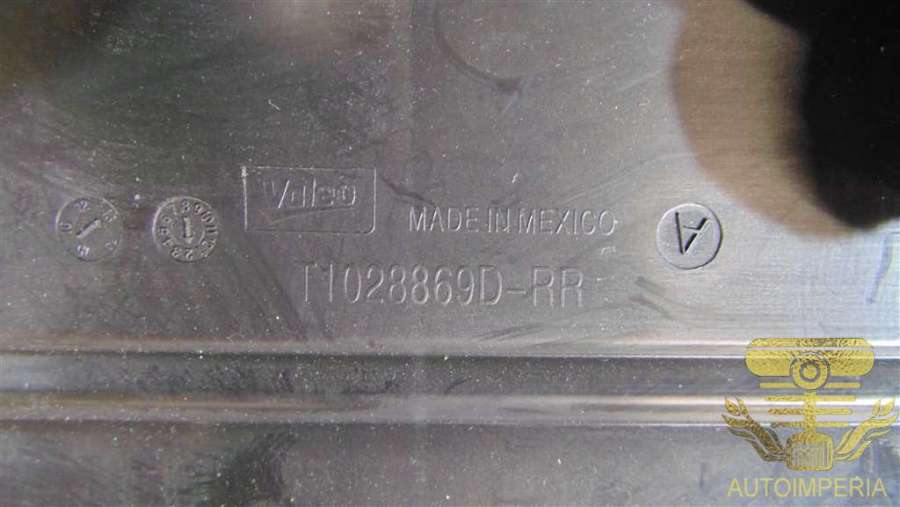 Valeo
MADE IN MEXICO
A
T1028869D-RR
AUTOIMPERIA